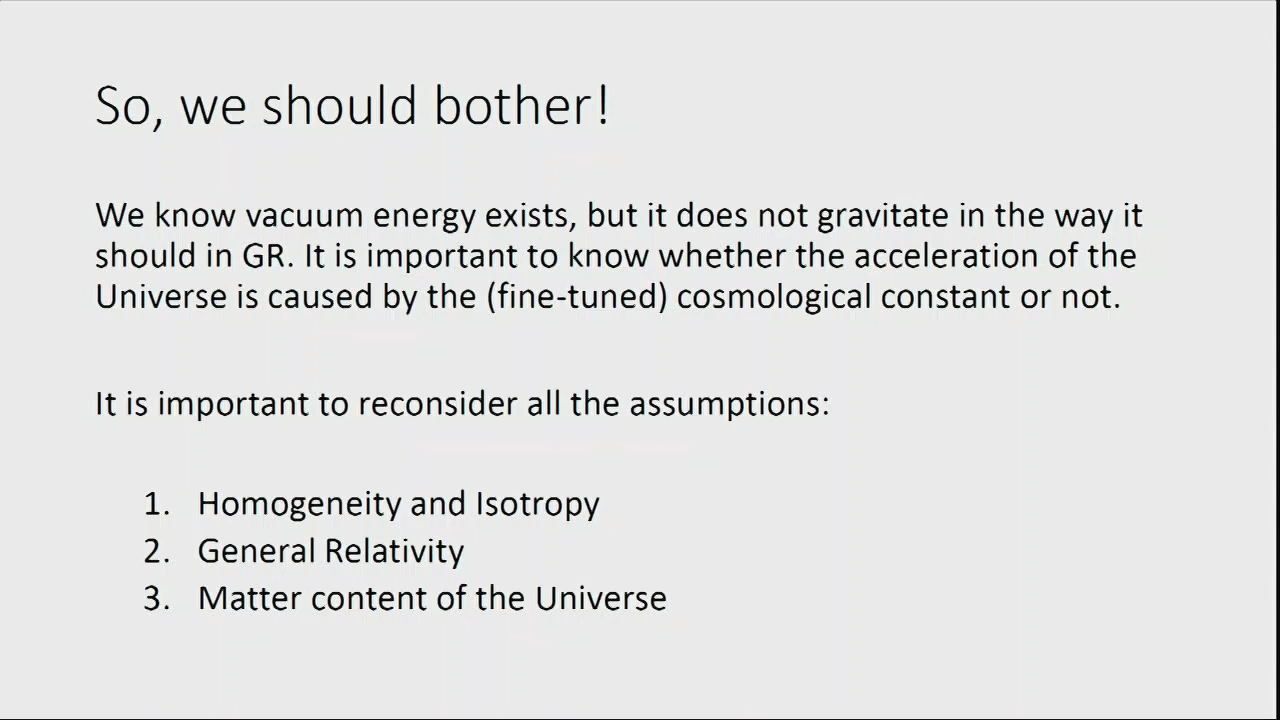 So, we should bother!
We know vacuum energy exists, but it does not gravitate in the way it
should in GR. It is important to know whether the acceleration of the
Universe is caused by the (fine-tuned) cosmological constant or not.
It is important to reconsider all the assumptions:
1. Homogeneity and Isotropy
2. General Relativity
3. Matter content of the Universe